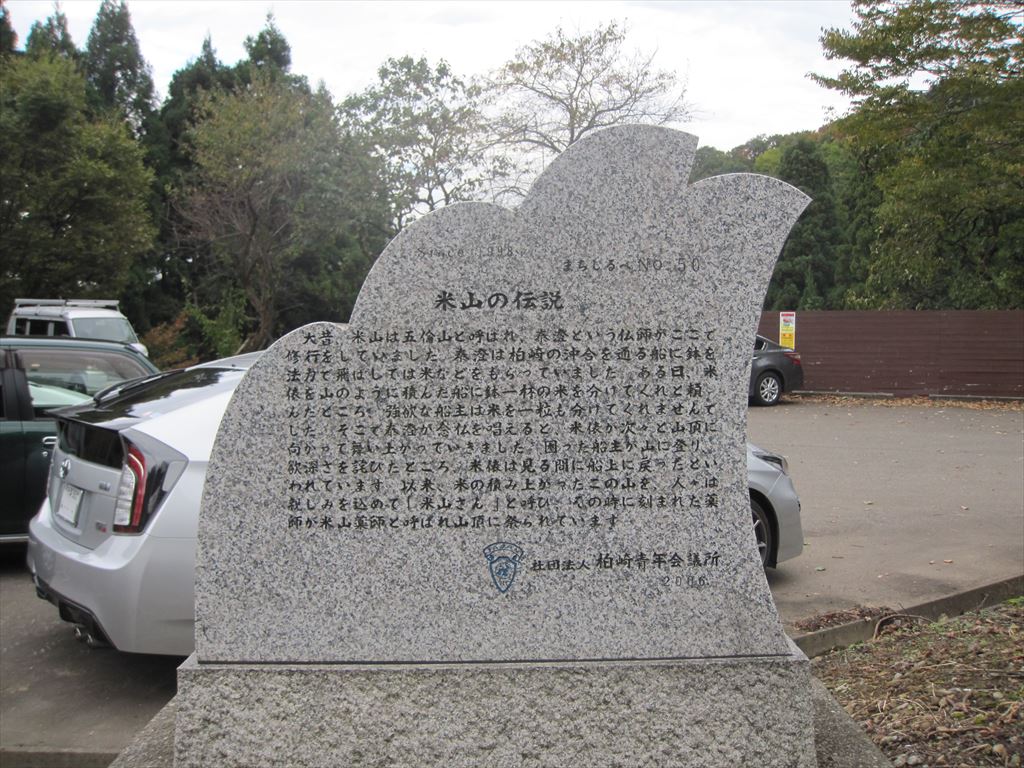 Since 1998
まちしるべ No.50
米山の伝説
大昔、米山は五倫山と呼ばれ、泰澄という仏師がここで
修行をしていました。泰澄は柏崎の沖合を通る船に鉢を
法力で飛ばしては米などをもらっていました。ある日、米
俵を山のように積んだ船に鉢一杯の米を分けてくれと頼
んだところ、強欲な船主は米を一粒も分けてくれませんで
した。そこで泰澄が念仏を唱えると、米俵が次々と山頂に
向かって舞い上がっていきました。困った船主が山に登り、
欲深さを詫びたところ、米俵は見る間に船上に戻ったとい
われています。以来、米の積み上がったこの山を、人々は
親しみを込めて「米山さん」と呼び、その時に刻まれた薬
師が米山薬師と呼ばれ山頂に祭られています。
社団法人 柏崎青年会議所
2006